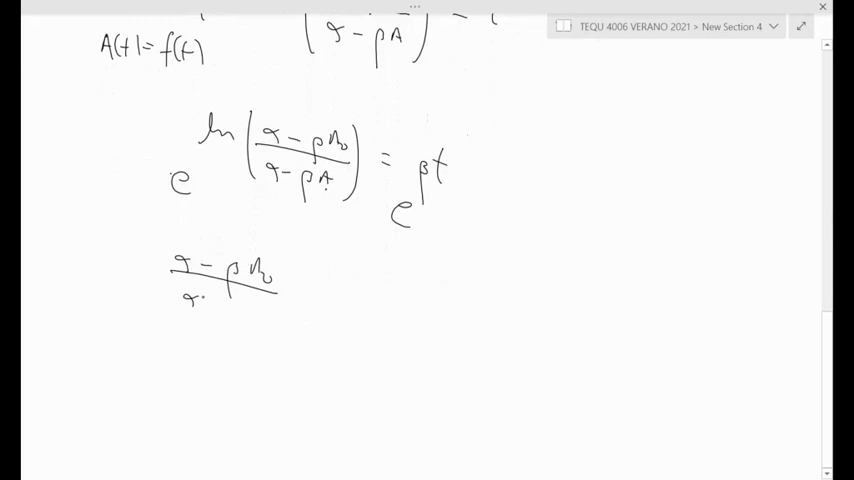 TEQU 4006 VERANO 2021 > New Section 4
A(t) = f(t)
( α - βA ) =
e^ln( (α - βA₀) / (α - βA) ) = e^βt
α - βA₀
α